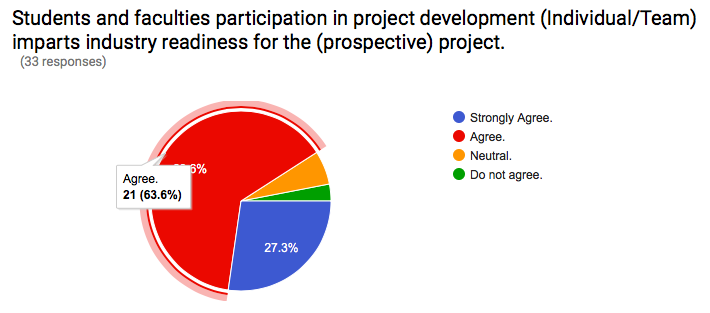 Students and faculties participation in project development (Individual/Team)
imparts industry readiness for the (prospective) project.
(33 responses)
Strongly Agree.
Agree.
Neutral.
Do not agree.
Agree.
21 (63.6%)
27.3%